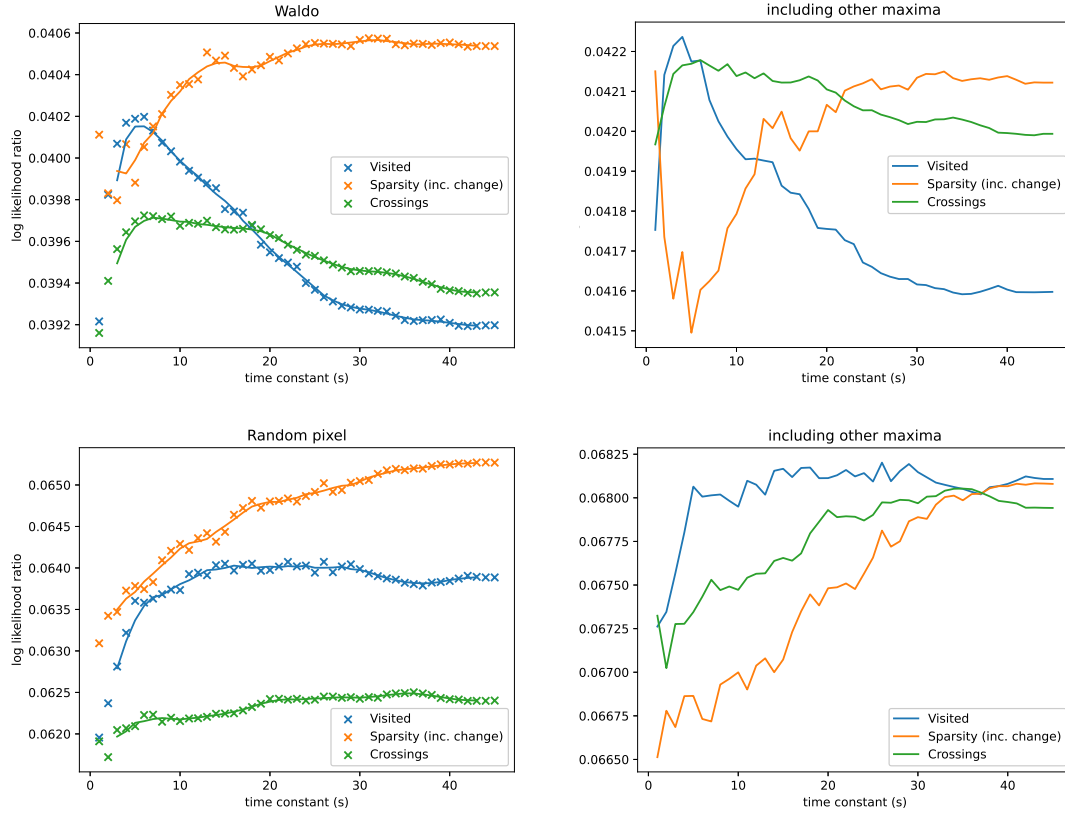 Waldo
log likelihood ratio
0.0406
0.0404
0.0402
0.0400
0.0398
0.0396
0.0394
0.0392
Visited
Sparsity (inc. change)
Crossings
0 10 20 30 40
time constant (s)
including other maxima
0.0422
0.0421
0.0420
0.0419
0.0418
0.0417
0.0416
0.0415
Visited
Sparsity (inc. change)
Crossings
0 10 20 30 40
time constant (s)
Random pixel
log likelihood ratio
0.0650
0.0645
0.0640
0.0635
0.0630
0.0625
0.0620
Visited
Sparsity (inc. change)
Crossings
0 10 20 30 40
time constant (s)
including other maxima
0.06825
0.06800
0.06775
0.06750
0.06725
0.06700
0.06675
0.06650
Visited
Sparsity (inc. change)
Crossings
0 10 20 30 40
time constant (s)